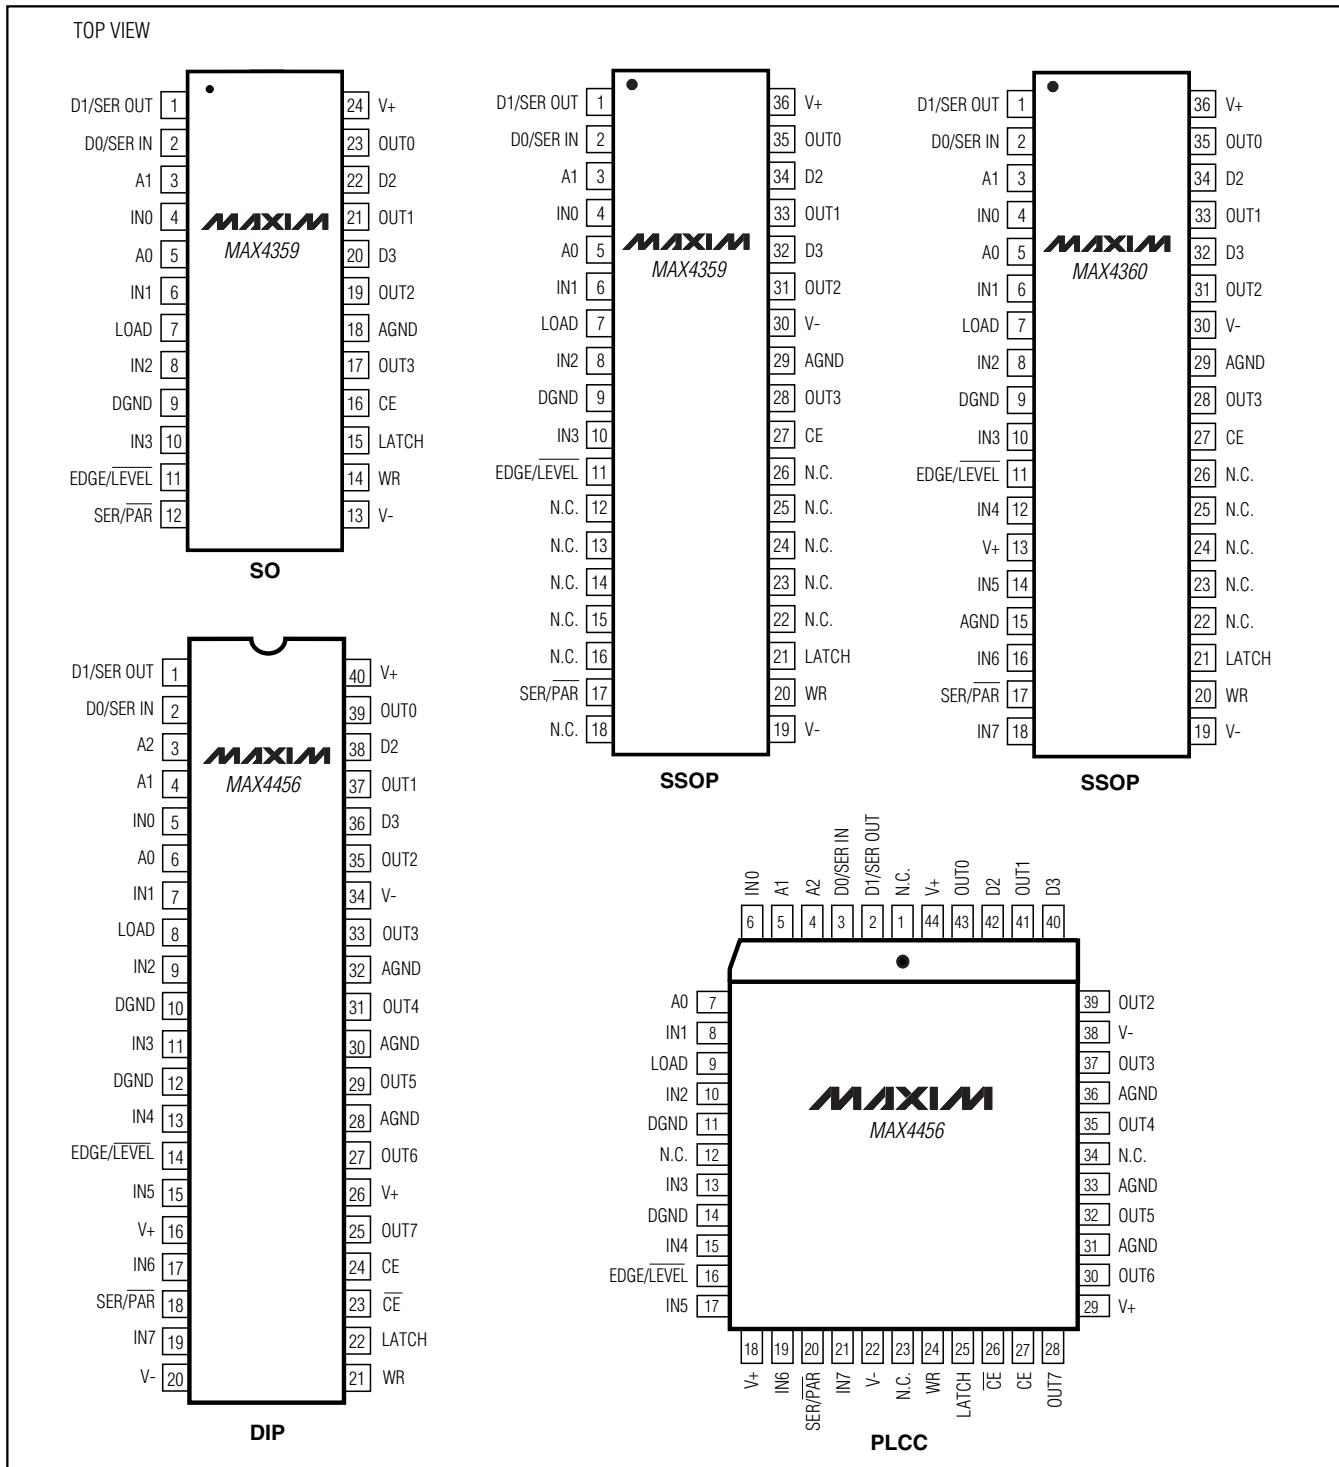 TOP VIEW
D1/SER OUT 1
D0/SER IN 2
A1 3
IN0 4
A0 5
IN1 6
LOAD 7
IN2 8
DGND 9
IN3 10
EDGE/LEVEL 11
SER/PAR 12
MAXIM
MAX4359
24 V+
23 OUT0
22 D2
21 OUT1
20 D3
19 OUT2
18 AGND
17 OUT3
16 CE
15 LATCH
14 WR
13 V-
SO
D1/SER OUT 1
D0/SER IN 2
A1 3
IN0 4
A0 5
IN1 6
LOAD 7
IN2 8
DGND 9
IN3 10
EDGE/LEVEL 11
N.C. 12
N.C. 13
N.C. 14
N.C. 15
N.C. 16
SER/PAR 17
N.C. 18
MAXIM
MAX4359
36 V+
35 OUT0
34 D2
33 OUT1
32 D3
31 OUT2
30 V-
29 AGND
28 OUT3
27 CE
26 N.C.
25 N.C.
24 N.C.
23 N.C.
22 N.C.
21 LATCH
20 WR
19 V-
SSOP
D1/SER OUT 1
D0/SER IN 2
A1 3
IN0 4
A0 5
IN1 6
LOAD 7
IN2 8
DGND 9
IN3 10
EDGE/LEVEL 11
IN4 12
V+ 13
IN5 14
AGND 15
IN6 16
SER/PAR 17
IN7 18
MAXIM
MAX4360
36 V+
35 OUT0
34 D2
33 OUT1
32 D3
31 OUT2
30 V-
29 AGND
28 OUT3
27 CE
26 N.C.
25 N.C.
24 N.C.
23 N.C.
22 N.C.
21 LATCH
20 WR
19 V-
SSOP
D1/SER OUT 1
D0/SER IN 2
A2 3
A1 4
IN0 5
A0 6
IN1 7
LOAD 8
IN2 9
DGND 10
IN3 11
DGND 12
IN4 13
EDGE/LEVEL 14
IN5 15
V+ 16
IN6 17
SER/PAR 18
IN7 19
V- 20
MAXIM
MAX4456
40 V+
39 OUT0
38 D2
37 OUT1
36 D3
35 OUT2
34 V-
33 OUT3
32 AGND
31 OUT4
30 AGND
29 OUT5
28 AGND
27 OUT6
26 V+
25 OUT7
24 CE
23 CE
22 LATCH
21 WR
DIP
IN0 A1 A2 D0/SER IN D1/SER OUT N.C. V+ OUT0 D2 OUT1 D3
6 5 4 3 2 1 44 43 42 41 40
A0 7
IN1 8
LOAD 9
IN2 10
DGND 11
N.C. 12
IN3 13
DGND 14
IN4 15
EDGE/LEVEL 16
IN5 17
MAXIM
MAX4456
39 OUT2
38 V-
37 OUT3
36 AGND
35 OUT4
34 N.C.
33 AGND
32 OUT5
31 AGND
30 OUT6
29 V+
18 19 20 21 22 23 24 25 26 27 28
V+ IN6 SER/PAR IN7 V- N.C. WR LATCH CE CE OUT7
PLCC